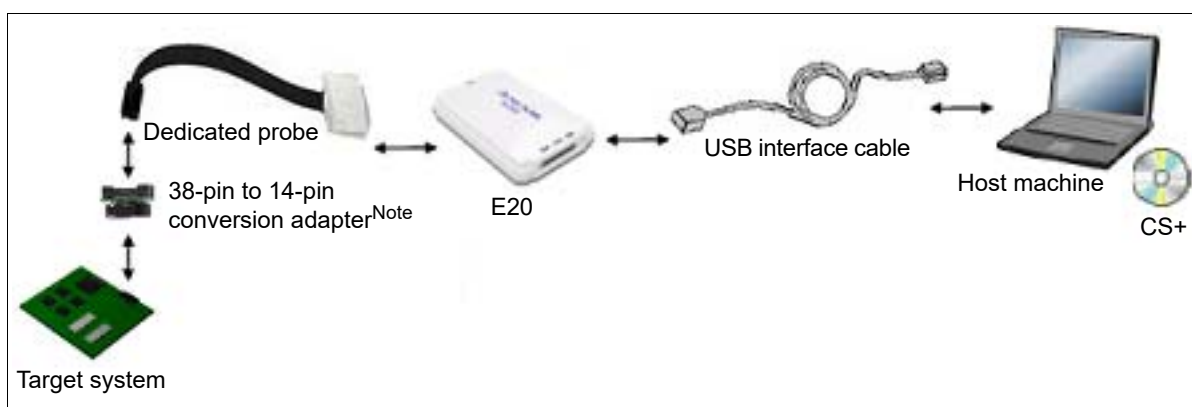 Dedicated probe
38-pin to 14-pin
conversion adapterNote
Target system
E20
USB interface cable
Host machine
CS+